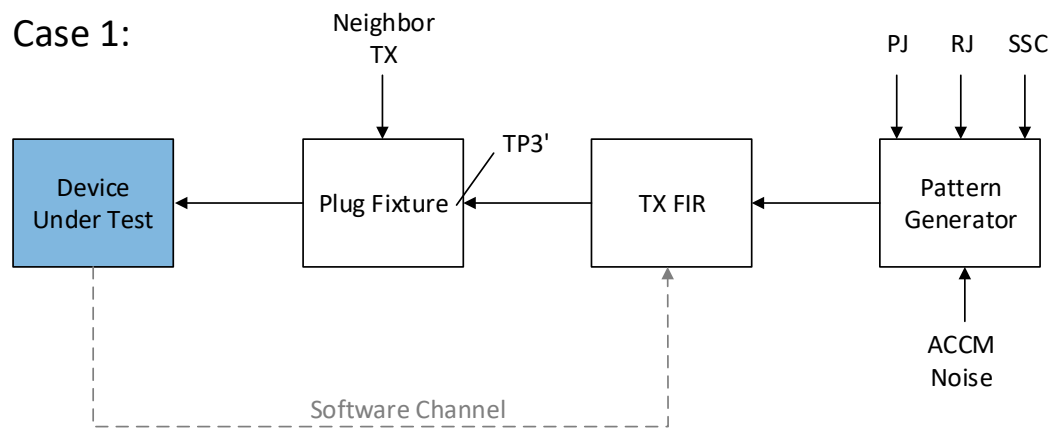 Case 1:
Neighbor
TX
PJ
RJ
SSC
TP3'
Device
Under Test
Plug Fixture
TX FIR
Pattern
Generator
ACCM
Noise
Software Channel